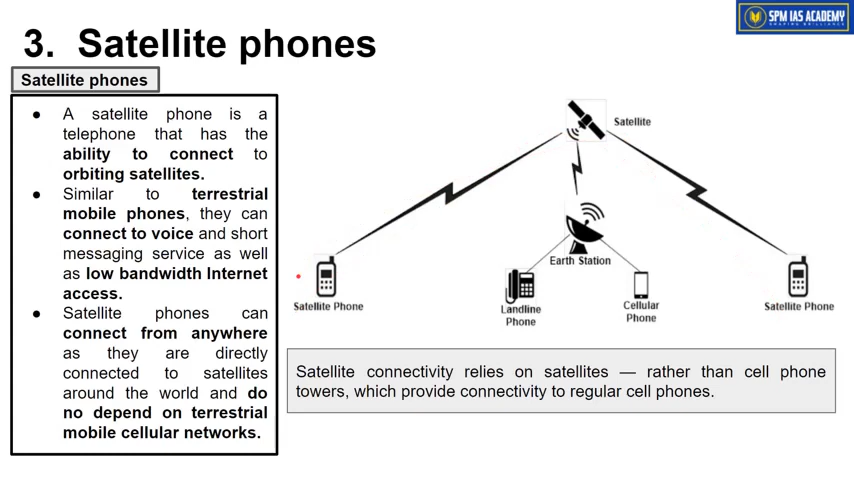 SPM IAS ACADEMY
SHAPING BRILLIANCE
3. Satellite phones
Satellite phones
● A satellite phone is a
telephone that has the
ability to connect to
orbiting satellites.
● Similar to terrestrial
mobile phones, they can
connect to voice and short
messaging service as well
as low bandwidth Internet
access.
● Satellite phones can
connect from anywhere
as they are directly
connected to satellites
around the world and do
no depend on terrestrial
mobile cellular networks.
Satellite
Earth Station
Satellite Phone
Landline
Phone
Cellular
Phone
Satellite Phone
Satellite connectivity relies on satellites — rather than cell phone
towers, which provide connectivity to regular cell phones.